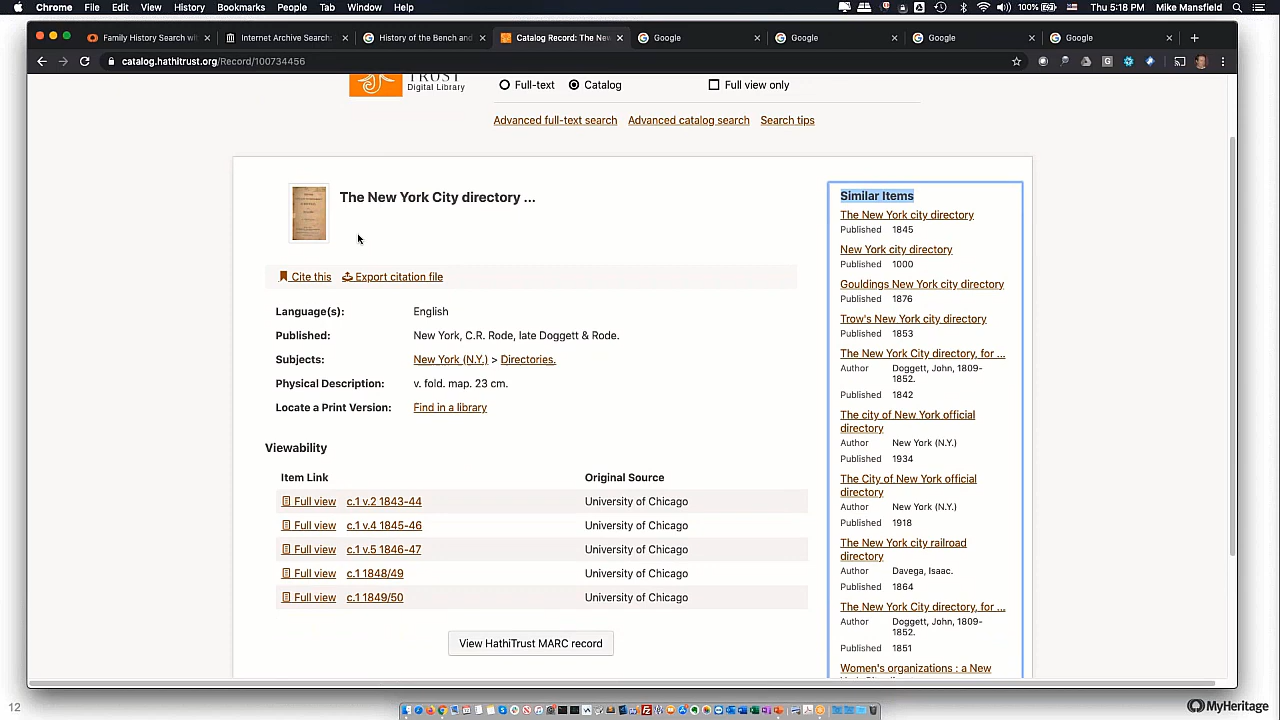 Chrome File Edit View History Bookmarks People Tab Window Help
100% Thu 5:18 PM Mike Mansfield
Family History Search wi
Internet Archive Search:
History of the Bench and
Catalog Record: The New
Google
Google
Google
Google
catalog.hathitrust.org/Record/100734456
TRUST
Digital Library
Full-text Catalog Full view only
Advanced full-text search Advanced catalog search Search tips
The New York City directory ...
Cite this Export citation file
Language(s): English
Published: New York, C.R. Rode, late Doggett & Rode.
Subjects: New York (N.Y.) > Directories.
Physical Description: v. fold. map. 23 cm.
Locate a Print Version: Find in a library
Viewability
Item Link Original Source
Full view c.1 v.2 1843-44 University of Chicago
Full view c.1 v.4 1845-46 University of Chicago
Full view c.1 v.5 1846-47 University of Chicago
Full view c.1 1848/49 University of Chicago
Full view c.1 1849/50 University of Chicago
View HathiTrust MARC record
Similar Items
The New York city directory
Published 1845
New York city directory
Published 1000
Gouldings New York city directory
Published 1876
Trow's New York city directory
Published 1853
The New York City directory, for ...
Author Doggett, John, 1809-
1852.
Published 1842
The city of New York official
directory
Author New York (N.Y.)
Published 1934
The City of New York official
directory
Author New York (N.Y.)
Published 1918
The New York city railroad
directory
Author Davega, Isaac.
Published 1864
The New York City directory, for ...
Author Doggett, John, 1809-
1852.
Published 1851
Women's organizations : a New
12
MyHeritage